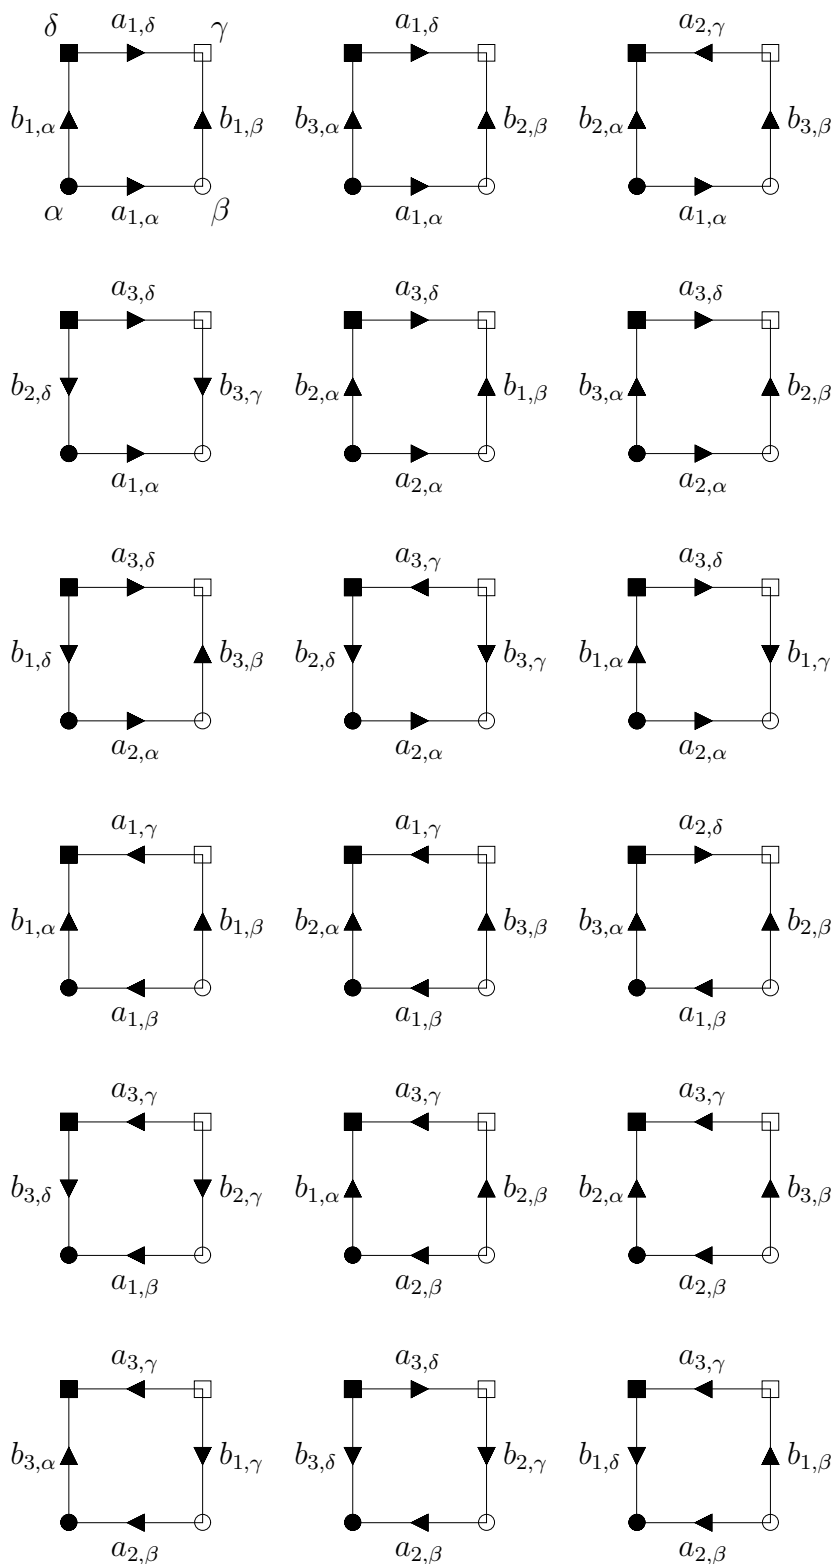 δ a_{1,δ} γ a_{1,δ} a_{2,γ}
b_{1,α} b_{1,β} b_{3,α} b_{2,β} b_{2,α} b_{3,β}
α a_{1,α} β a_{1,α} a_{1,α}
a_{3,δ} a_{3,δ} a_{3,δ}
b_{2,δ} b_{3,γ} b_{2,α} b_{1,β} b_{3,α} b_{2,β}
a_{1,α} a_{2,α} a_{2,α}
a_{3,δ} a_{3,γ} a_{3,δ}
b_{1,δ} b_{3,β} b_{2,δ} b_{3,γ} b_{1,α} b_{1,γ}
a_{2,α} a_{2,α} a_{2,α}
a_{1,γ} a_{1,γ} a_{2,δ}
b_{1,α} b_{1,β} b_{2,α} b_{3,β} b_{3,α} b_{2,β}
a_{1,β} a_{1,β} a_{1,β}
a_{3,γ} a_{3,γ} a_{3,γ}
b_{3,δ} b_{2,γ} b_{1,α} b_{2,β} b_{2,α} b_{3,β}
a_{1,β} a_{2,β} a_{2,β}
a_{3,γ} a_{3,δ} a_{3,γ}
b_{3,α} b_{1,γ} b_{3,δ} b_{2,γ} b_{1,δ} b_{1,β}
a_{2,β} a_{2,β} a_{2,β}